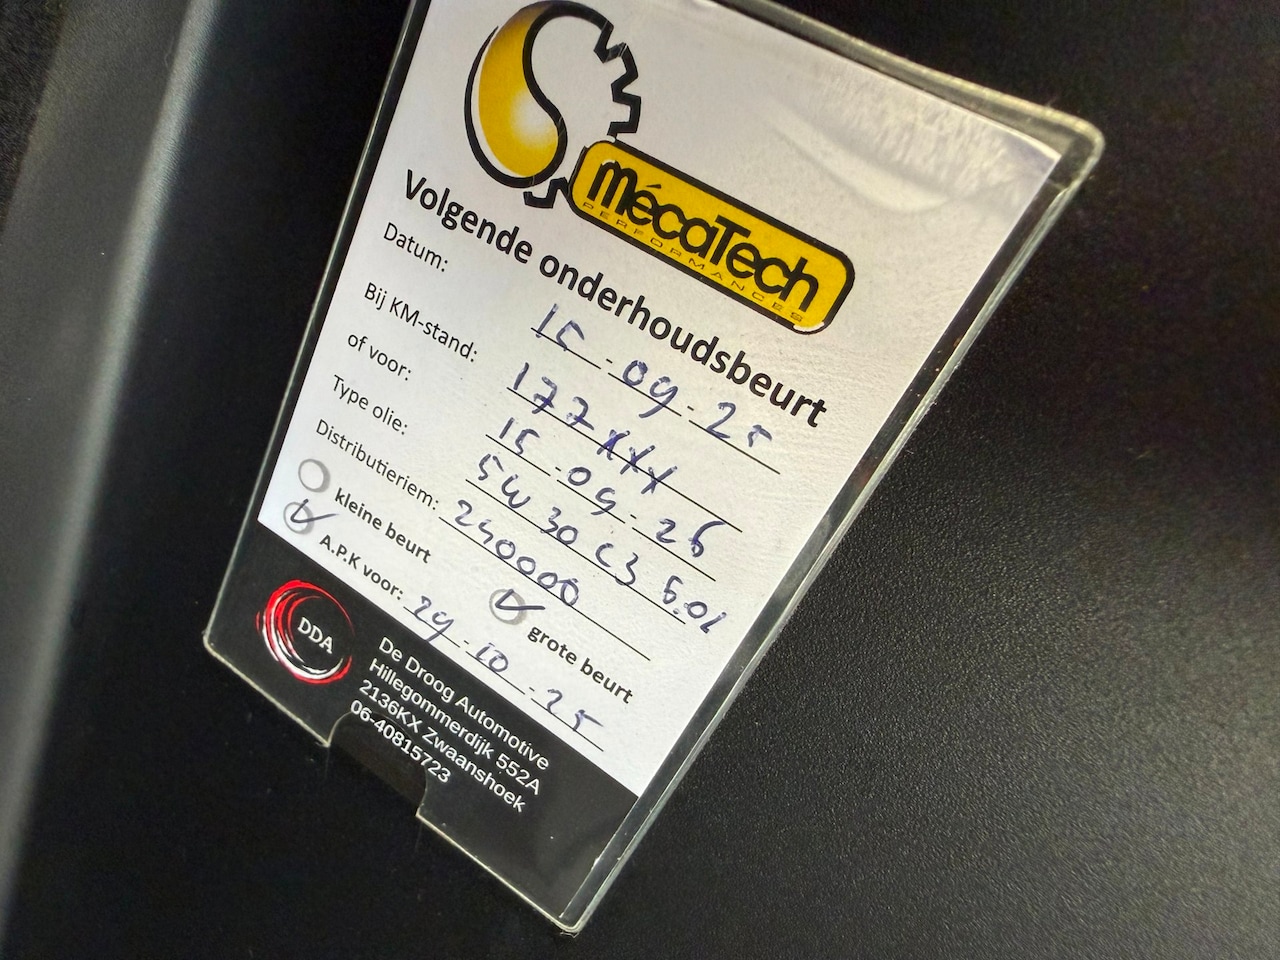 MécaTech
PERFORMANCES
Volgende onderhoudsbeurt
Datum: 15-09-25
Bij KM-stand: 177XXX
of voor: 15-09-26
Type olie: 5W30 C3 6.0L
Distributieriem: 240000
kleine beurt grote beurt
A.P.K voor: 29-10-25
DDA
De Droog Automotive
Hillegommerdijk 552A
2136KX Zwaanshoek
06-40815723